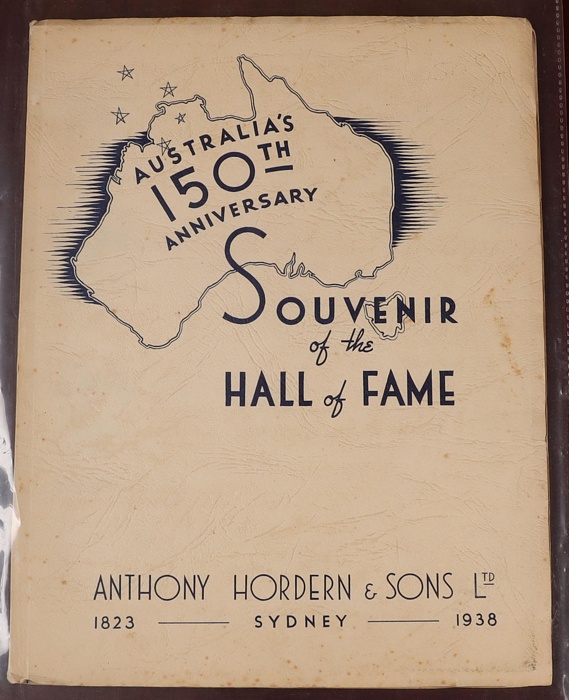 AUSTRALIA'S
150TH
ANNIVERSARY
SOUVENIR
of the
HALL of FAME
ANTHONY HORDERN & SONS LTD
1823 — SYDNEY — 1938